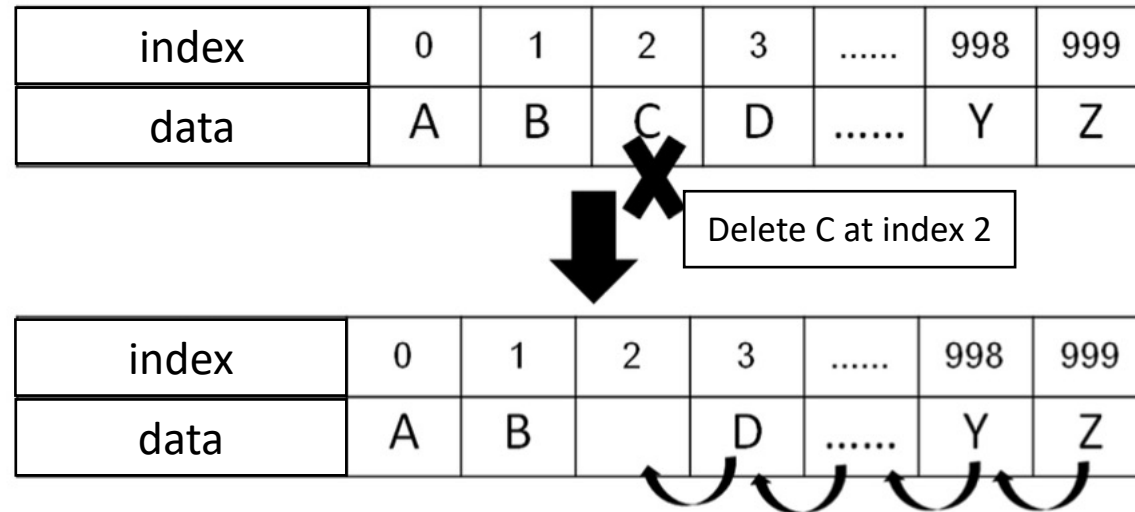 index 0 1 2 3 ...... 998 999
data A B C D ...... Y Z
Delete C at index 2
index 0 1 2 3 ...... 998 999
data A B D ...... Y Z